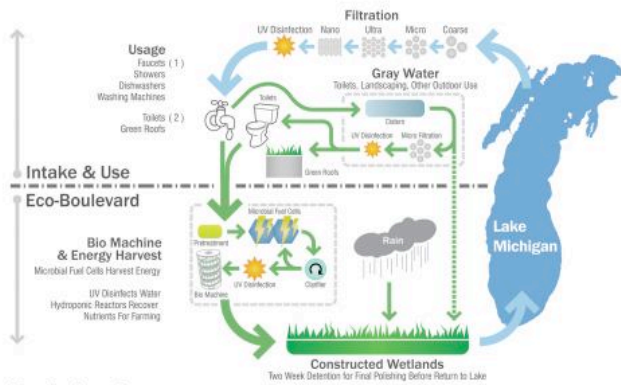 Filtration
UV Disinfection
Nano
Ultra
Micro
Coarse
Usage
Faucets ( 1 )
Showers
Dishwashers
Washing Machines
Toilets ( 2 )
Green Roofs
Toilets
Gray Water
Toilets, Landscaping, Other Outdoor Use
Cistern
UV Disinfection
Micro Filtration
Green Roofs
Intake & Use
Eco-Boulevard
Bio Machine
& Energy Harvest
Microbial Fuel Cells Harvest Energy
UV Disinfects Water
Hydroponic Reactors Recover
Nutrients For Farming
Microbial Fuel Cells
Pretreatment
UV Disinfection
Clarifier
Bio Machine
Rain
Lake
Michigan
Constructed Wetlands
Two Week Detention for Final Polishing Before Return to Lake